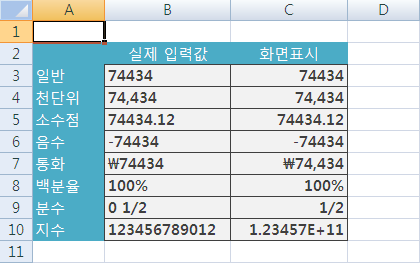 A B C D
1
2 실제 입력값 화면표시
3 일반 74434 74434
4 천단위 74,434 74,434
5 소수점 74434.12 74434.12
6 음수 -74434 -74434
7 통화 ₩74434 ₩74,434
8 백분율 100% 100%
9 분수 0 1/2 1/2
10 지수 123456789012 1.23457E+11
11